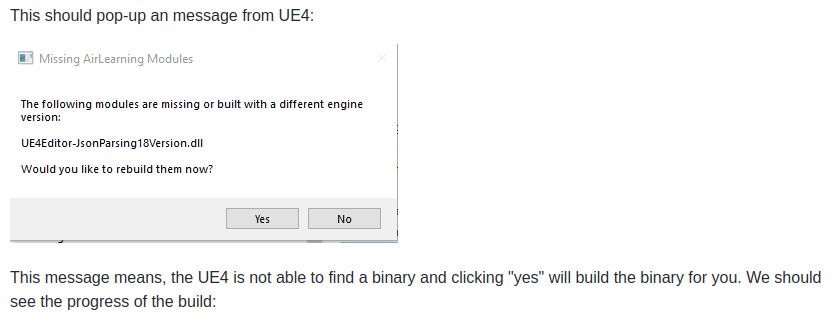 This should pop-up an message from UE4:
Missing AirLearning Modules
The following modules are missing or built with a different engine
version:
UE4Editor-JsonParsing18Version.dll
Would you like to rebuild them now?
Yes
No
This message means, the UE4 is not able to find a binary and clicking "yes" will build the binary for you. We should
see the progress of the build: